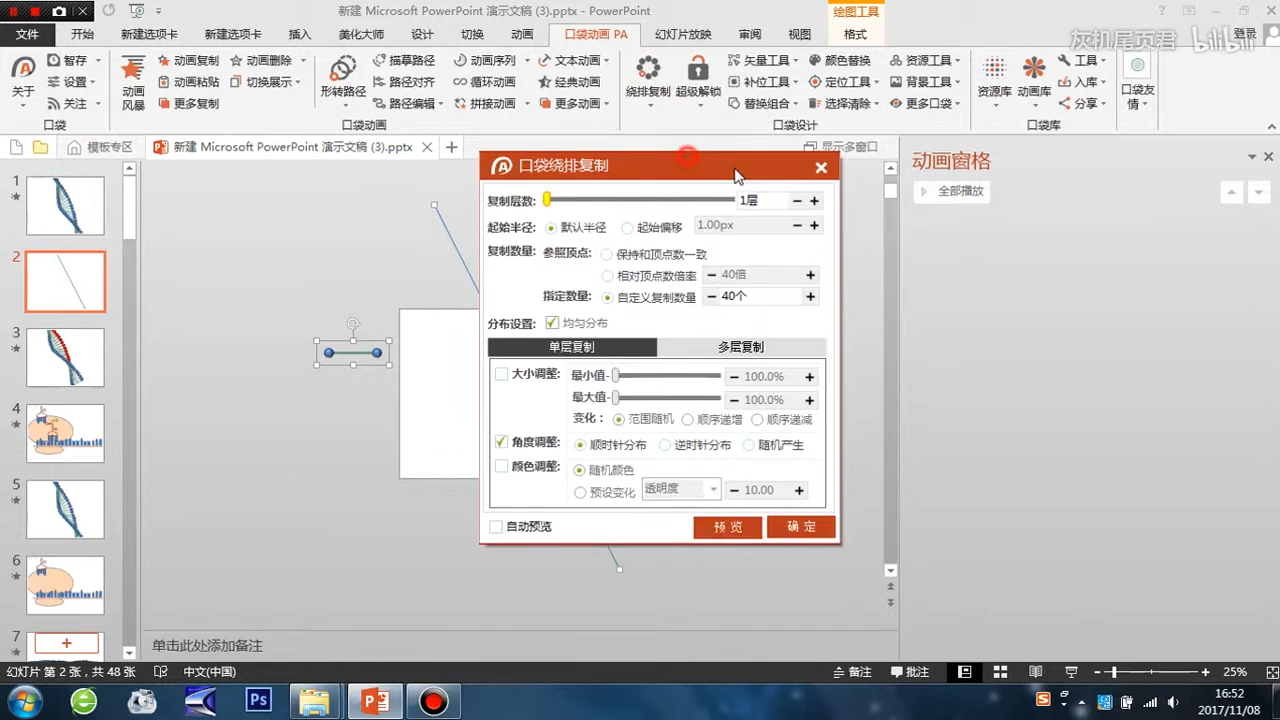 新建 Microsoft PowerPoint 演示文稿 (3).pptx - PowerPoint
绘图工具
文件 开始 新建选项卡 新建选项卡 插入 美化大师 设计 切换 动画 口袋动画 PA 幻灯片放映 审阅 视图 格式 登录
灰机尾页君 bilibili
智存 动画复制 动画删除 描摹路径 动画序列 文本动画 矢量工具 颜色替换 资源工具 工具
设置 动画粘贴 切换展示 路径对齐 循环动画 经典动画 补位工具 定位工具 背景工具 入库
关于 动画风暴 形转路径 绕排复制 超级解锁 资源库 动画库 口袋友情
关注 更多复制 路径编辑 拼接动画 更多动画 替换组合 选择清除 更多口袋 分享
口袋 口袋动画 口袋设计 口袋库
模板专区 新建 Microsoft PowerPoint 演示文稿 (3).pptx 显示多窗口
动画窗格
全部播放
1
2
3
4
5
6
7
口袋绕排复制
复制层数: 1层
起始半径: 默认半径 起始偏移 1.00px
复制数量: 参照顶点: 保持和顶点数一致
相对顶点数倍率 40倍
指定数量: 自定义复制数量 40个
分布设置: 均匀分布
单层复制 多层复制
大小调整: 最小值- 100.0%
最大值- 100.0%
变化: 范围随机 顺序递增 顺序递减
角度调整: 顺时针分布 逆时针分布 随机产生
颜色调整: 随机颜色
预设变化 透明度 10.00
自动预览 预 览 确 定
单击此处添加备注
幻灯片 第 2 张，共 48 张 中文(中国) 备注 批注 25%
Ps
16:52
2017/11/08